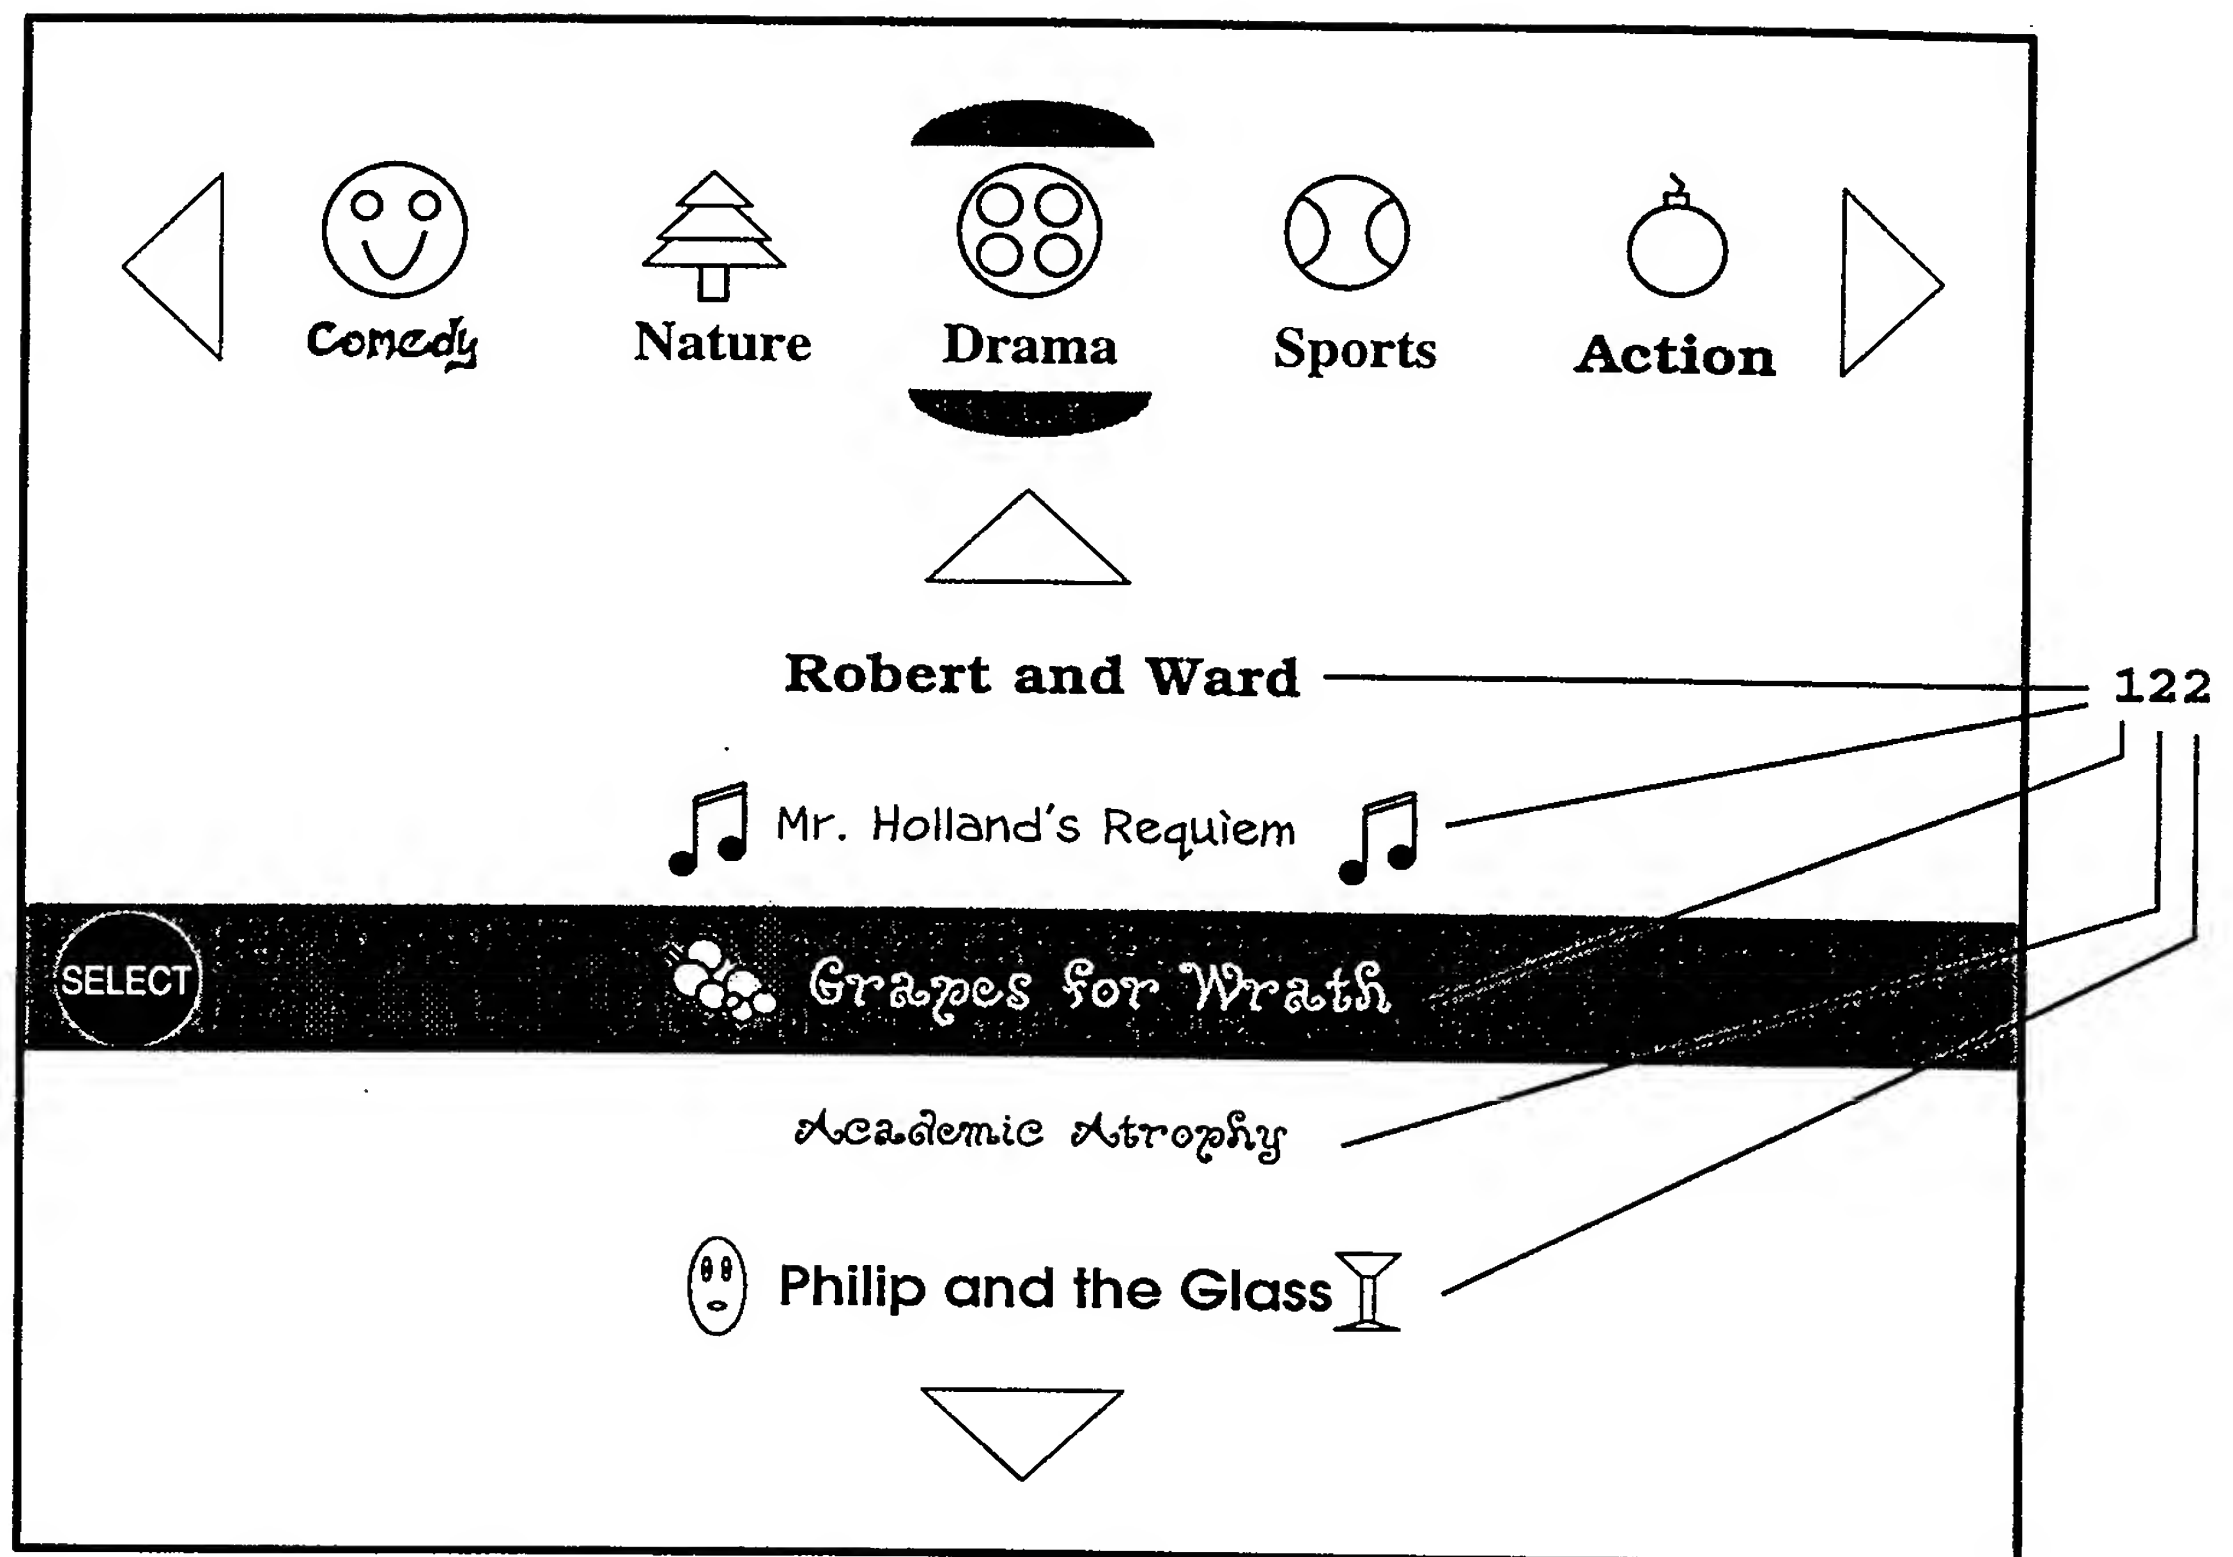 Comedy Nature Drama Sports Action
Robert and Ward
122
Mr. Holland's Requiem
SELECT Grapes for Wrath
Academic Atrophy
Philip and the Glass